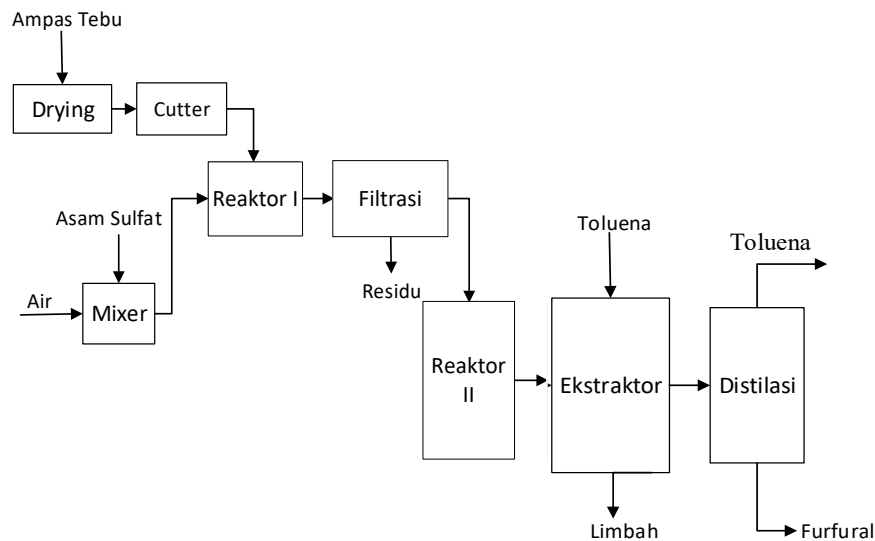 Ampas Tebu
Drying
Cutter
Reaktor I
Filtrasi
Asam Sulfat
Toluena
Toluena
Residu
Air
Mixer
Reaktor
II
Ekstraktor
Distilasi
Limbah
Furfural